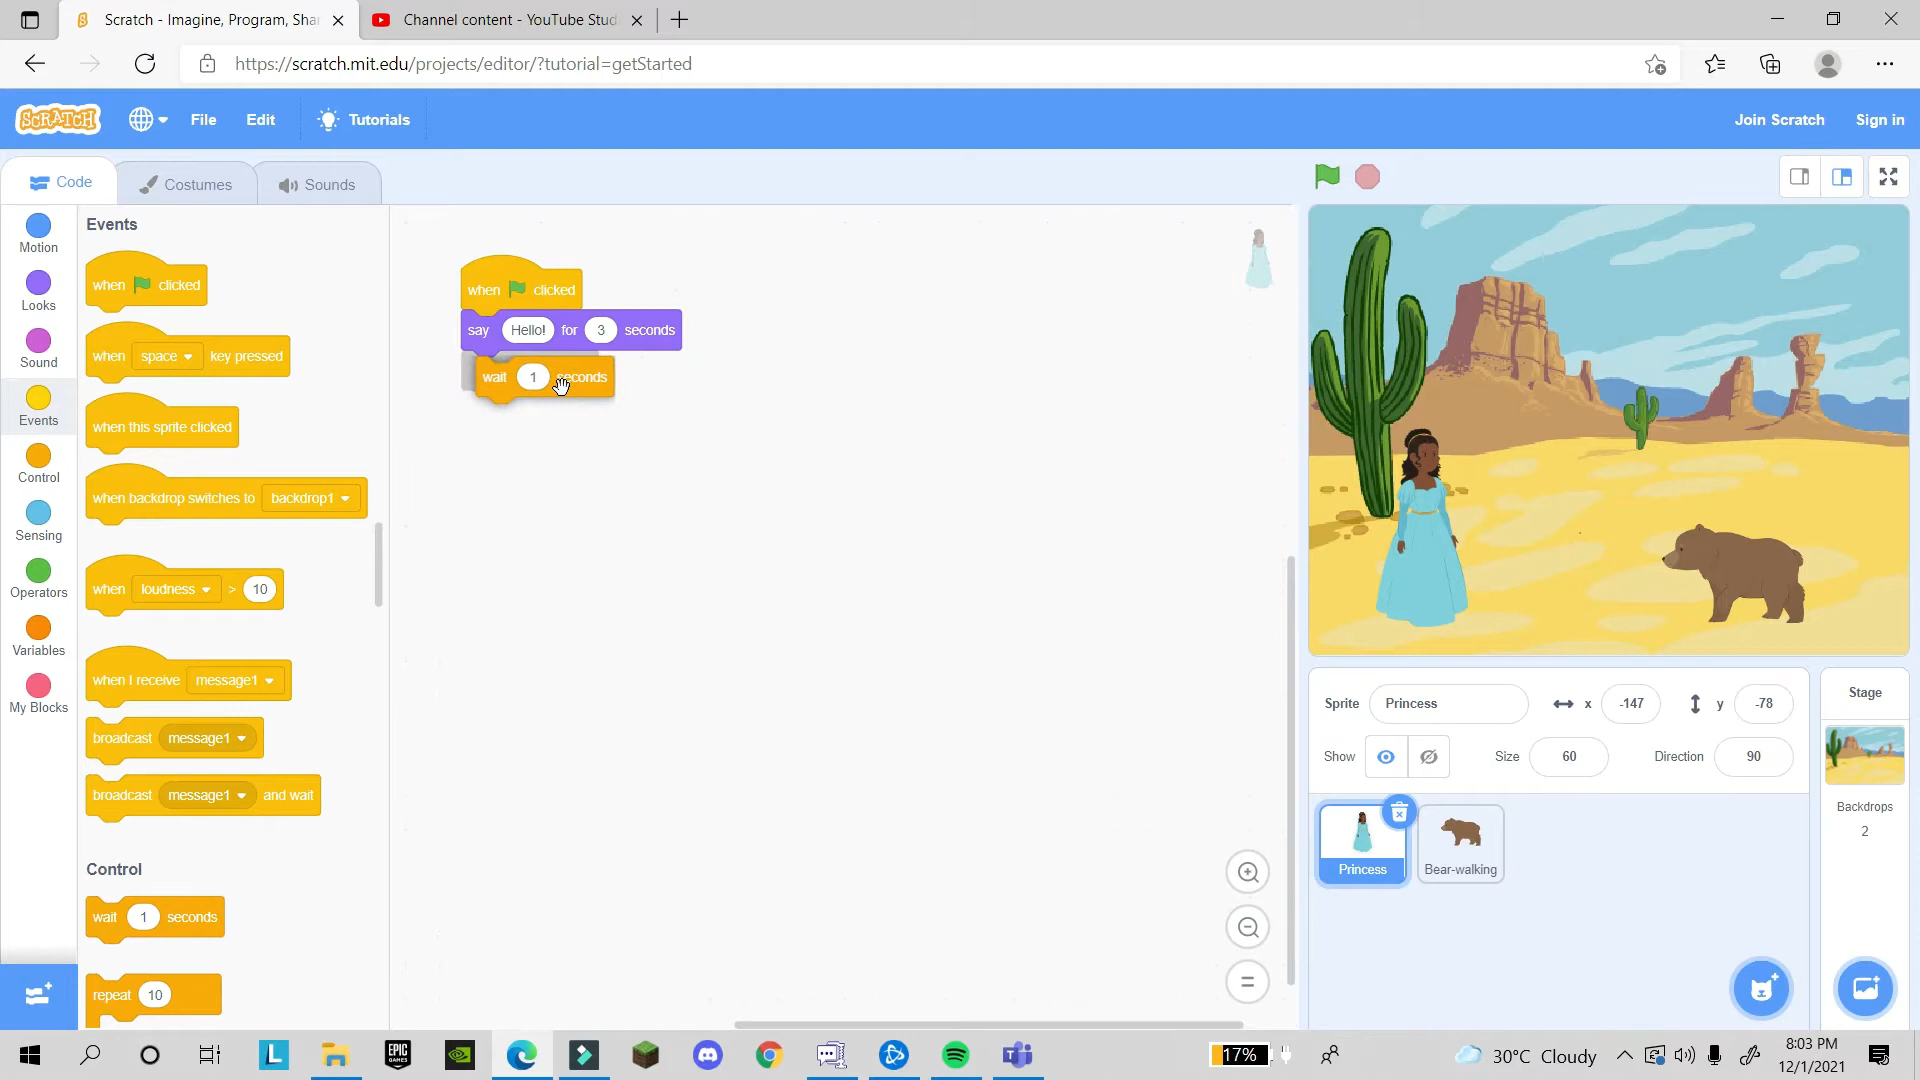 Scratch - Imagine, Program, Sha
Channel content - YouTube Stud
https://scratch.mit.edu/projects/editor/?tutorial=getStarted
SCRATCH
File
Edit
Tutorials
Join Scratch
Sign in
Code
Costumes
Sounds
Motion
Looks
Sound
Events
Control
Sensing
Operators
Variables
My Blocks
Events
when clicked
when space key pressed
when this sprite clicked
when backdrop switches to backdrop1
when loudness > 10
when I receive message1
broadcast message1
broadcast message1 and wait
Control
wait 1 seconds
repeat 10
when clicked
say Hello! for 3 seconds
wait 1 seconds
Sprite Princess x -147 y -78
Show Size 60 Direction 90
Princess
Bear-walking
Stage
Backdrops
2
L
EPIC
GAMES
17%
30°C Cloudy
8:03 PM
12/1/2021